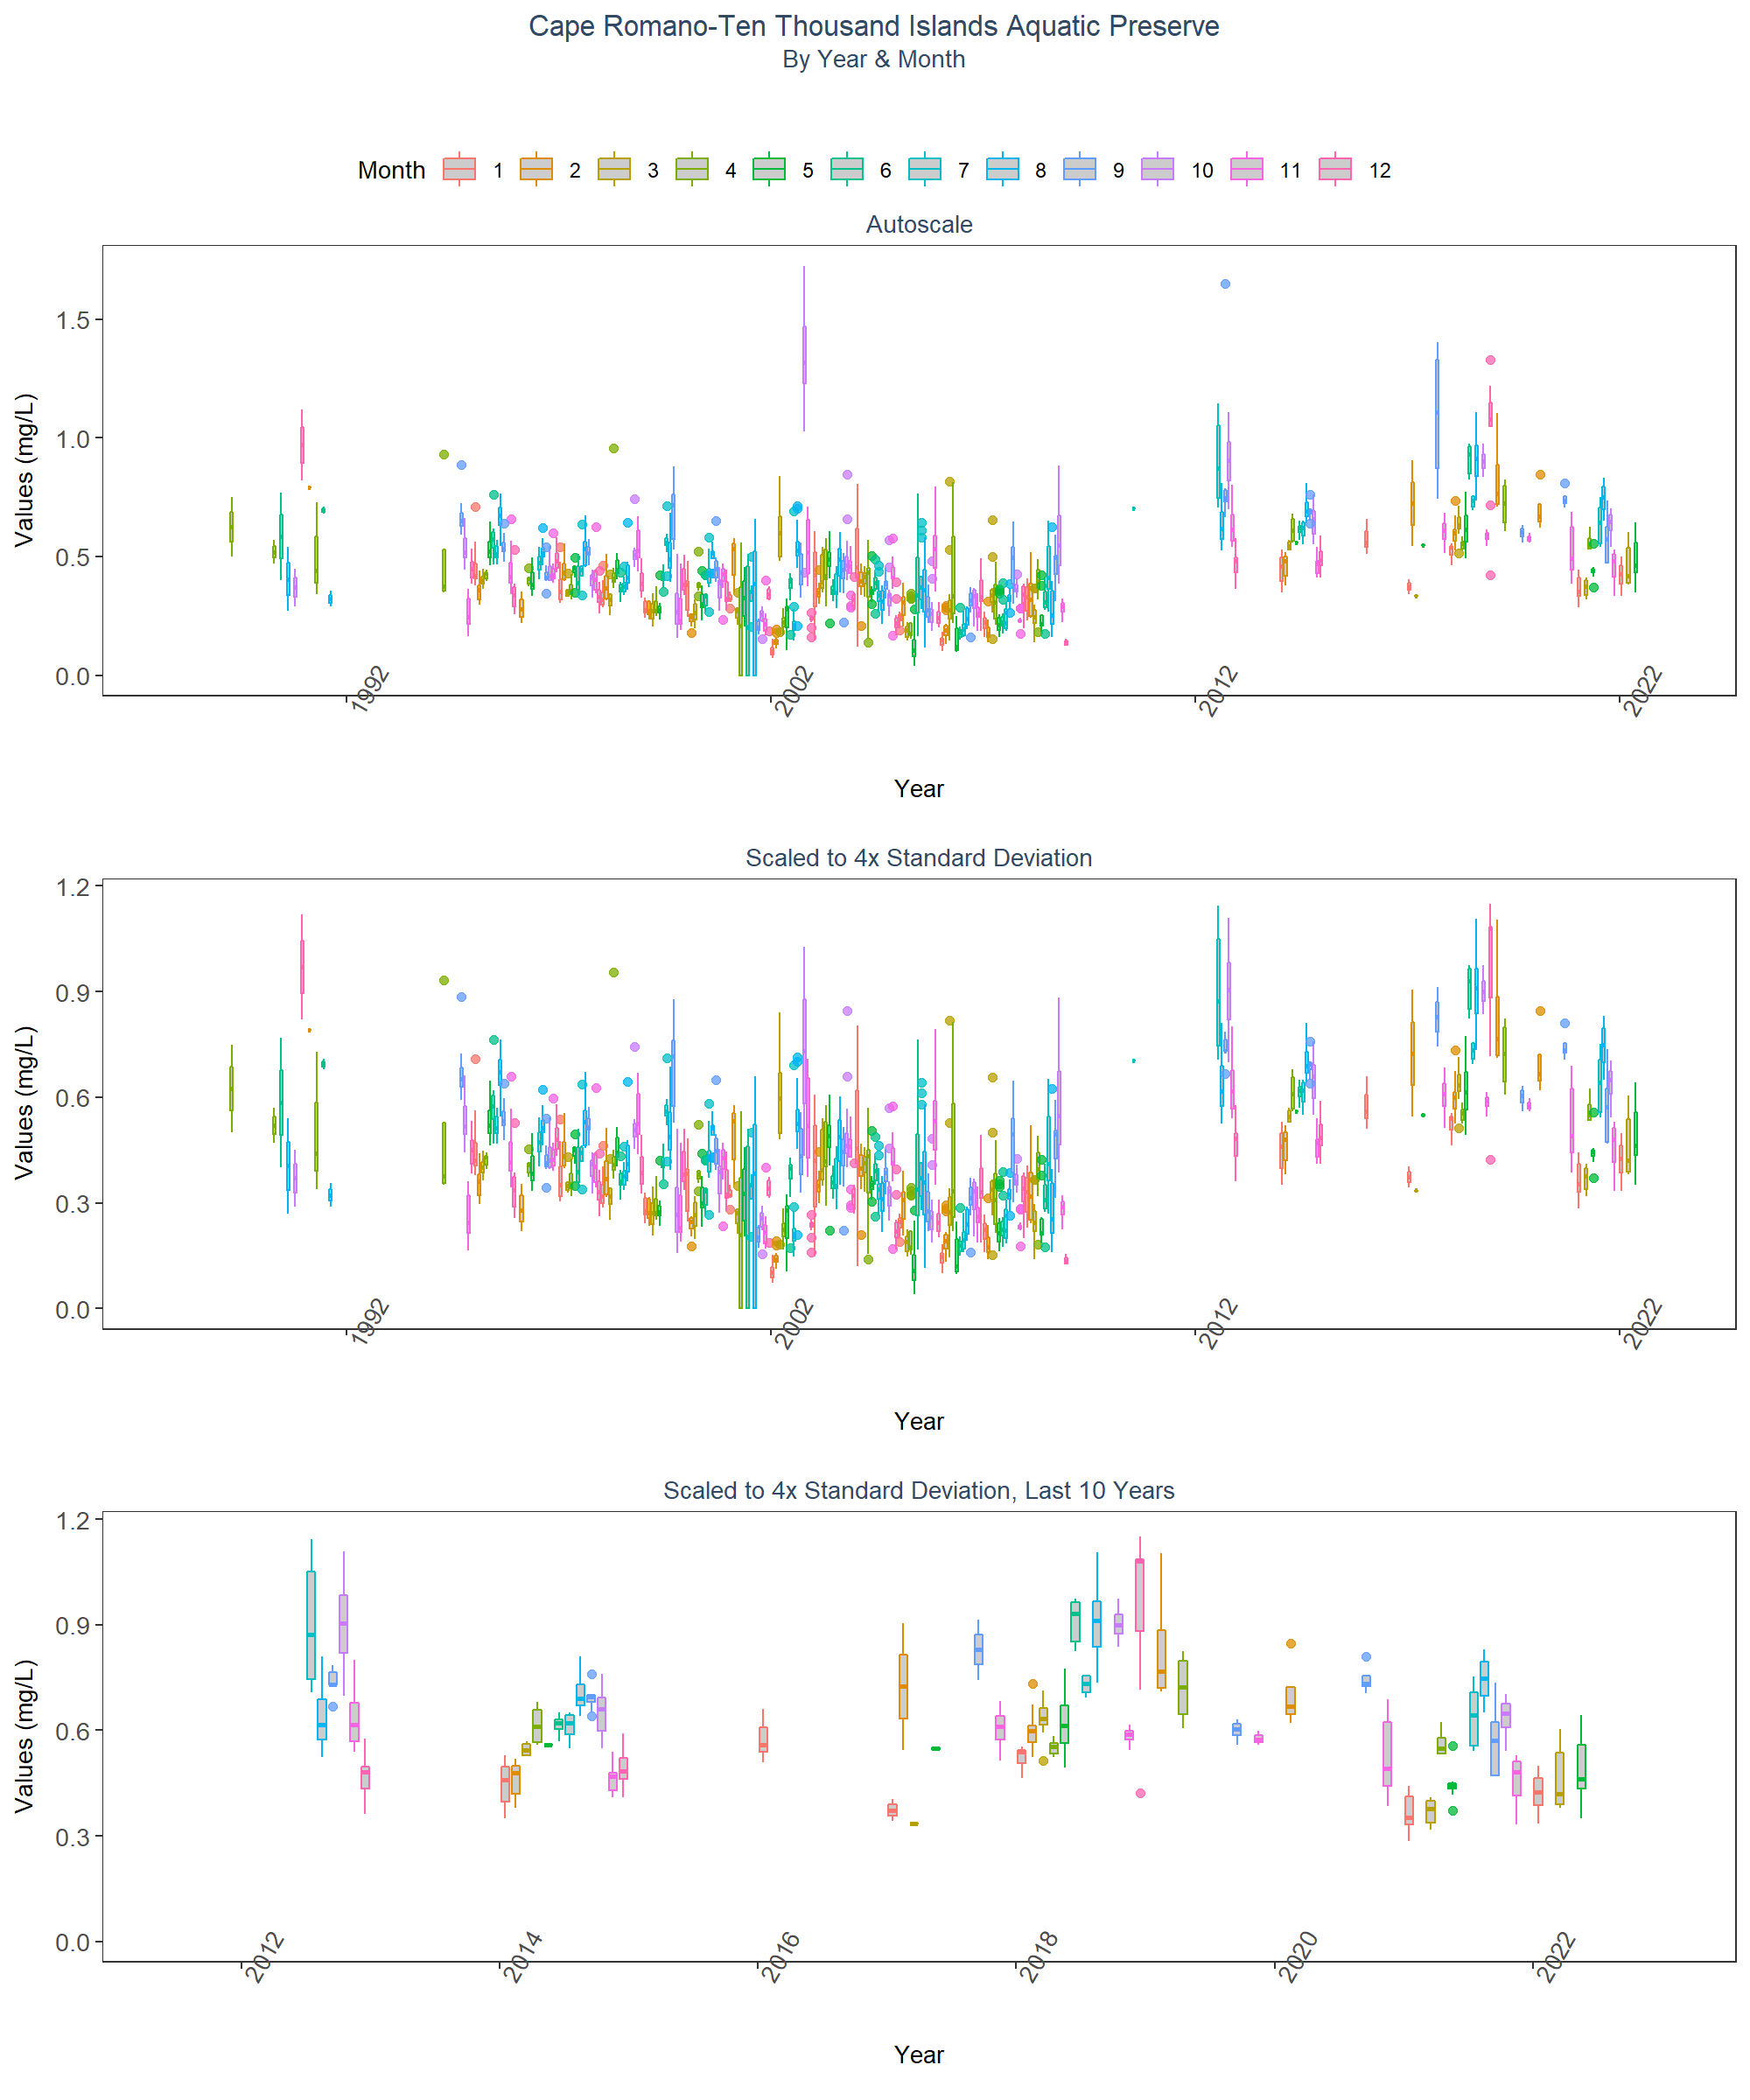 Cape Romano-Ten Thousand Islands Aquatic Preserve
By Year & Month
Month 1 2 3 4 5 6 7 8 9 10 11 12
Autoscale
Values (mg/L)
1.5
1.0
0.5
0.0
1992 2002 2012 2022
Year
Scaled to 4x Standard Deviation
Values (mg/L)
1.2
0.9
0.6
0.3
0.0
1992 2002 2012 2022
Year
Scaled to 4x Standard Deviation, Last 10 Years
Values (mg/L)
1.2
0.9
0.6
0.3
0.0
2012 2014 2016 2018 2020 2022
Year